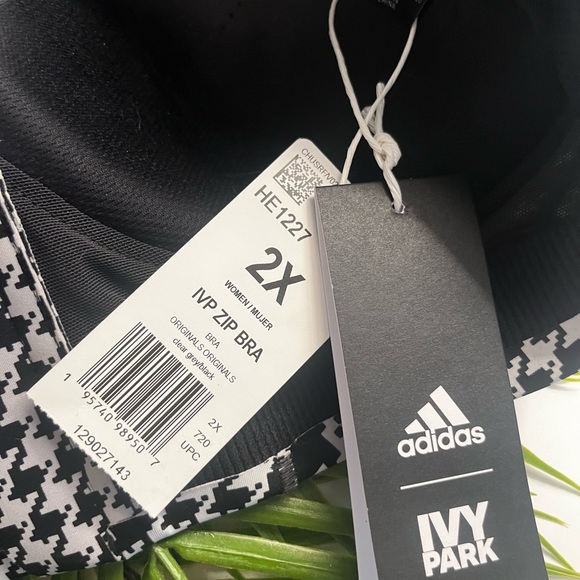 CHUSRFIV01
HE1227
2X
WOMEN / MUJER
IVP ZIP BRA
BRA
ORIGINALS ORIGINALS
clear grey/black
2X
720
UPC
1 95740 98950 7
129027143
adidas
IVY
PARK